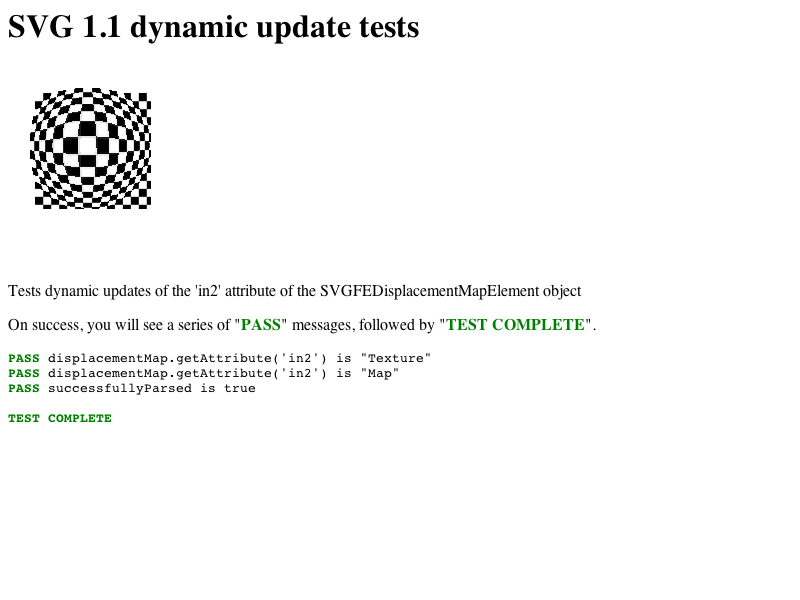 SVG 1.1 dynamic update tests
Tests dynamic updates of the 'in2' attribute of the SVGFEDisplacementMapElement object
On success, you will see a series of "PASS" messages, followed by "TEST COMPLETE".
PASS displacementMap.getAttribute('in2') is "Texture"
PASS displacementMap.getAttribute('in2') is "Map"
PASS successfullyParsed is true
TEST COMPLETE